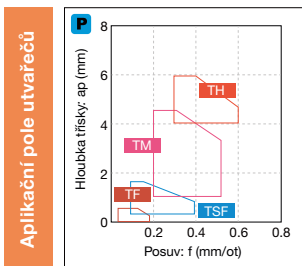 Aplikační pole utvařečů
P
Hloubka třísky: ap (mm)
8
6
4
2
0
TH
TM
TF
TSF
0.2
0.4
0.6
0.8
Posuv: f (mm/ot)